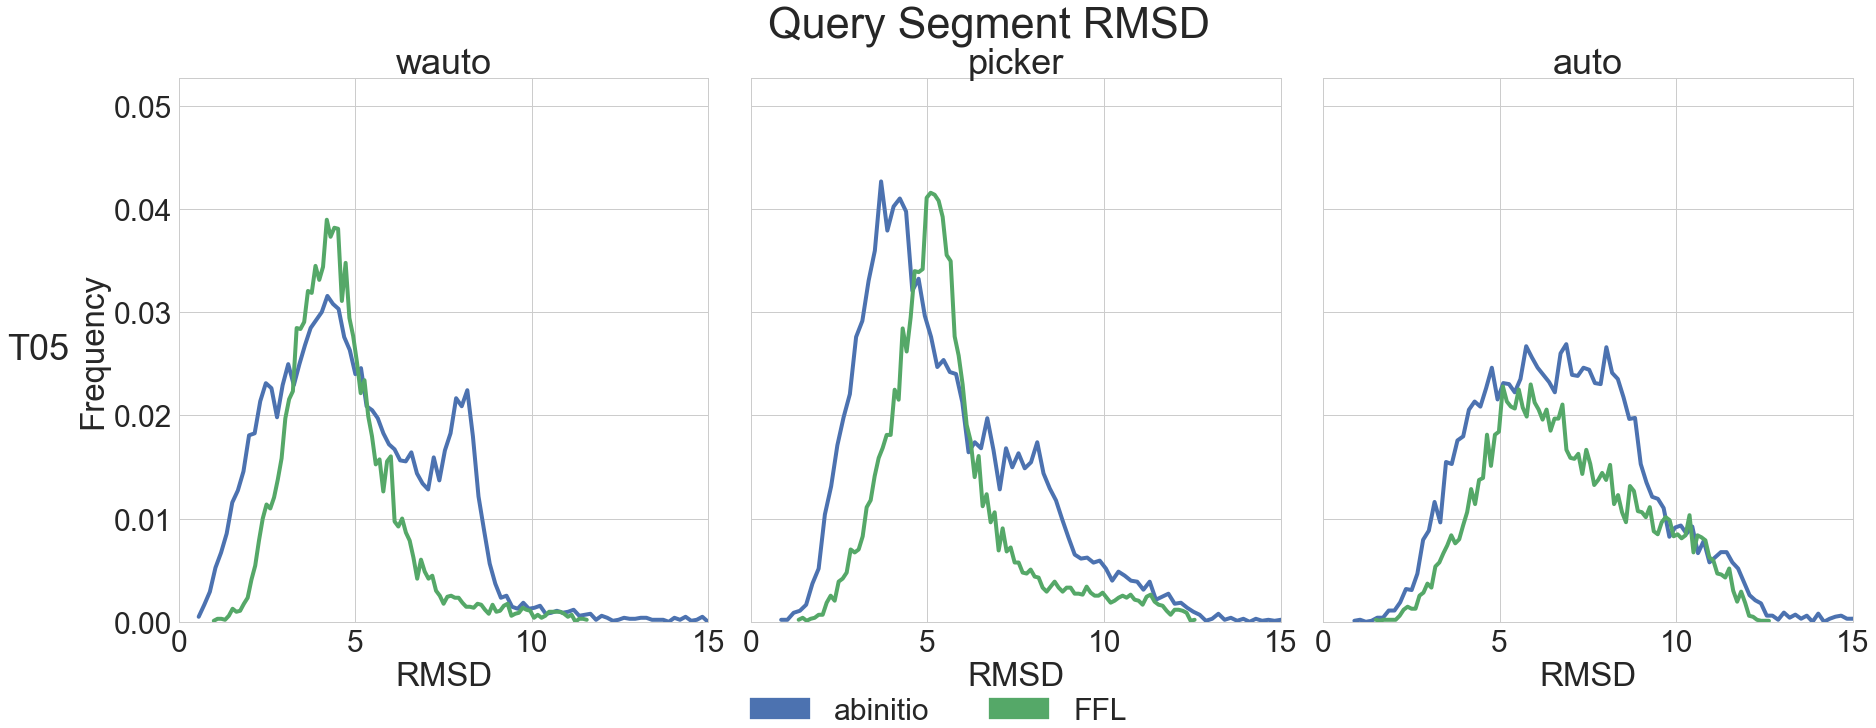 Query Segment RMSD
wauto
picker
auto
T05
Frequency
0.05
0.04
0.03
0.02
0.01
0.00
0 5 10 15
0 5 10 15
0 5 10 15
RMSD
RMSD
RMSD
abinitio
FFL